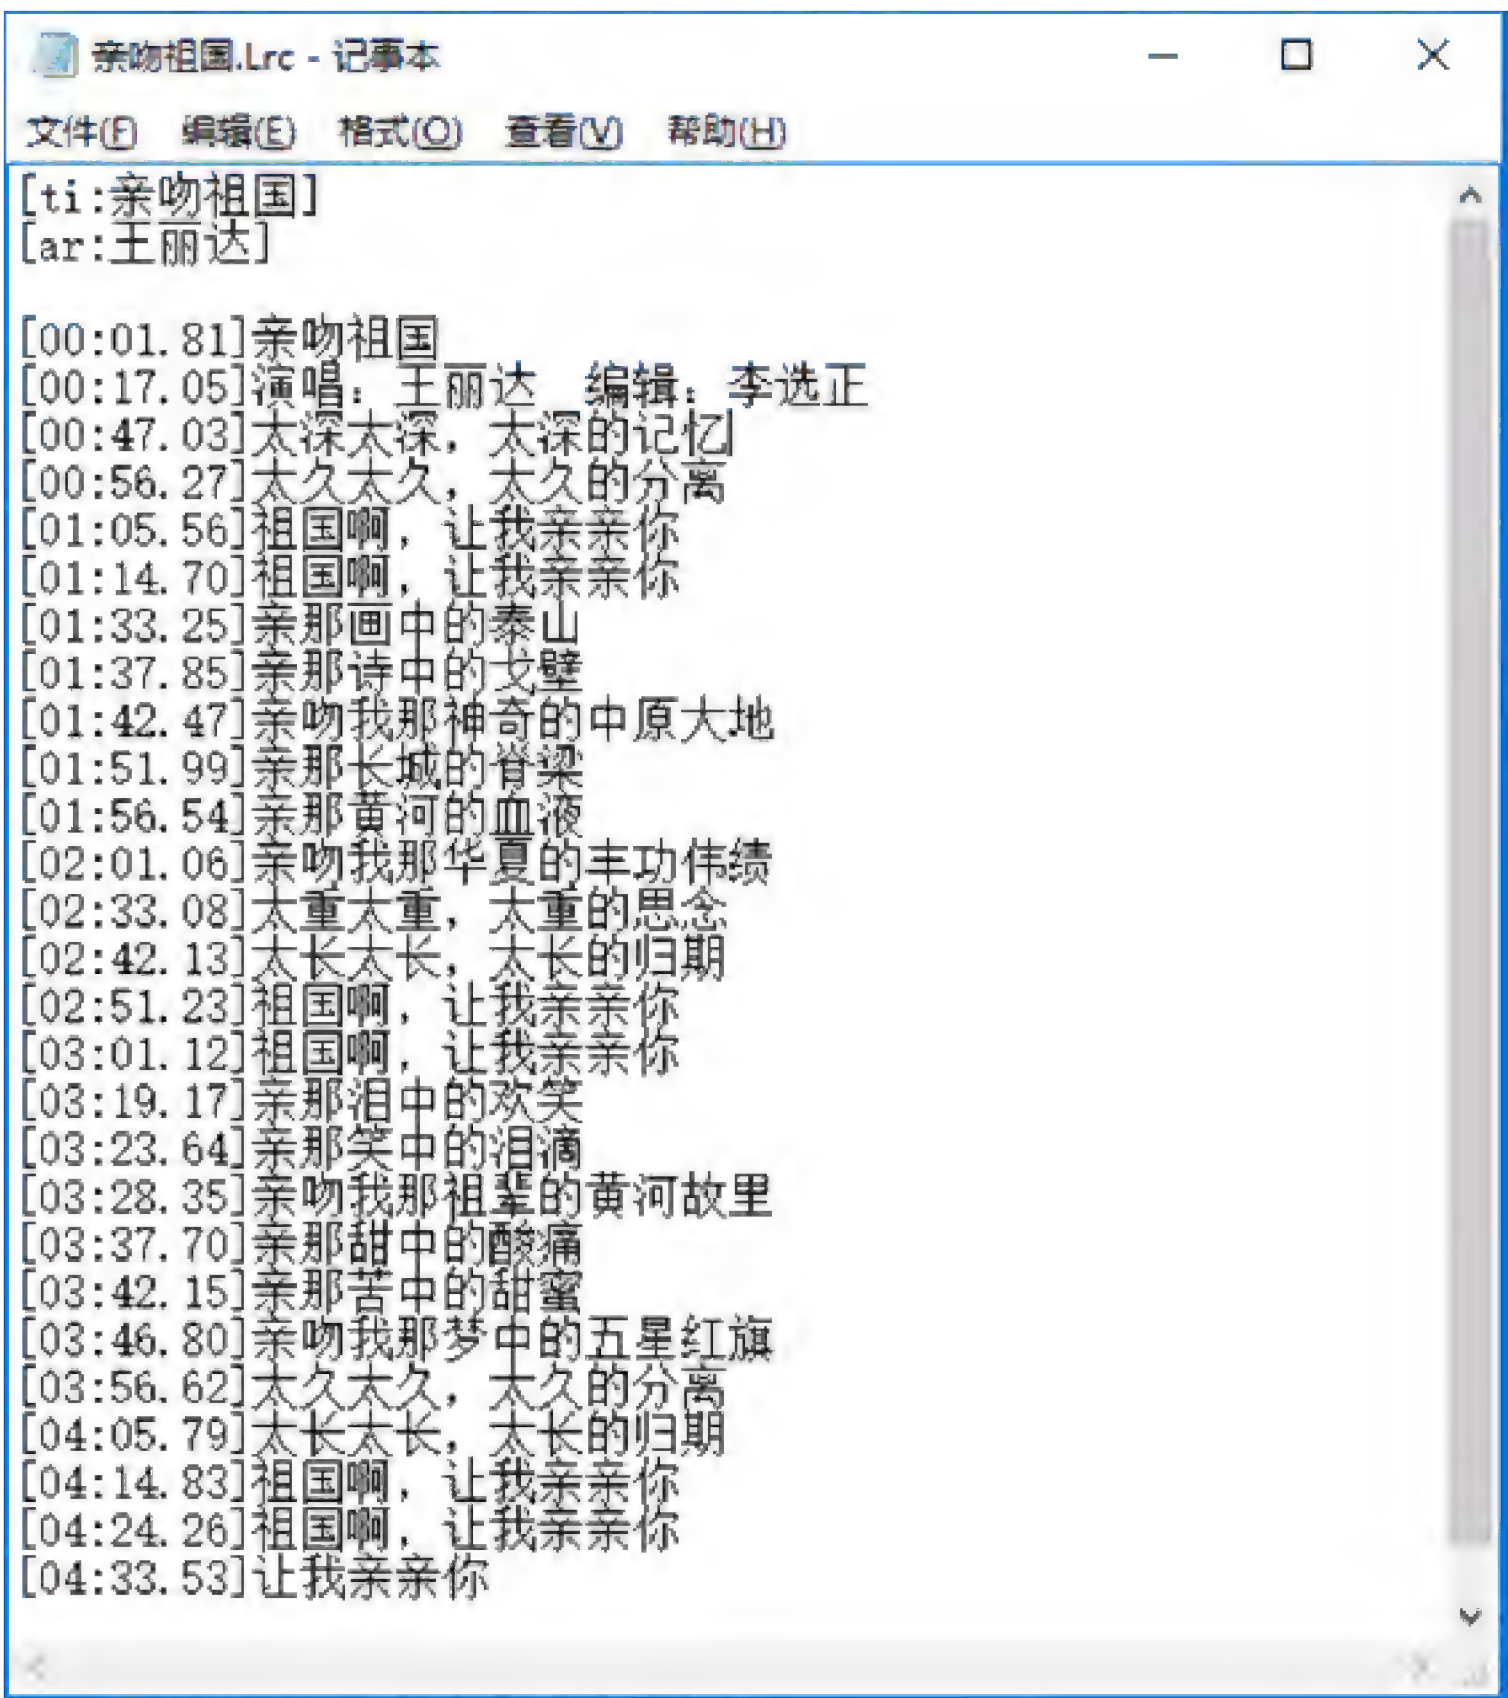 亲吻祖国.Lrc - 记事本
文件(F) 编辑(E) 格式(O) 查看(V) 帮助(H)
[ti:亲吻祖国]
[ar:王丽达]
[00:01.81]亲吻祖国
[00:17.05]演唱：王丽达 编辑：李选正
[00:47.03]太深太深，太深的记忆
[00:56.27]太久太久，太久的分离
[01:05.56]祖国啊，让我亲亲你
[01:14.70]祖国啊，让我亲亲你
[01:33.25]亲那画中的泰山
[01:37.85]亲那诗中的戈壁
[01:42.47]亲吻我那神奇的中原大地
[01:51.99]亲那长城的脊梁
[01:56.54]亲那黄河的血液
[02:01.06]亲吻我那华夏的丰功伟绩
[02:33.08]太重太重，太重的思念
[02:42.13]太长太长，太长的归期
[02:51.23]祖国啊，让我亲亲你
[03:01.12]祖国啊，让我亲亲你
[03:19.17]亲那泪中的欢笑
[03:23.64]亲那笑中的泪滴
[03:28.35]亲吻我那祖辈的黄河故里
[03:37.70]亲那甜中的酸痛
[03:42.15]亲那苦中的甜蜜
[03:46.80]亲吻我那梦中的五星红旗
[03:56.62]太久太久，太久的分离
[04:05.79]太长太长，太长的归期
[04:14.83]祖国啊，让我亲亲你
[04:24.26]祖国啊，让我亲亲你
[04:33.53]让我亲亲你